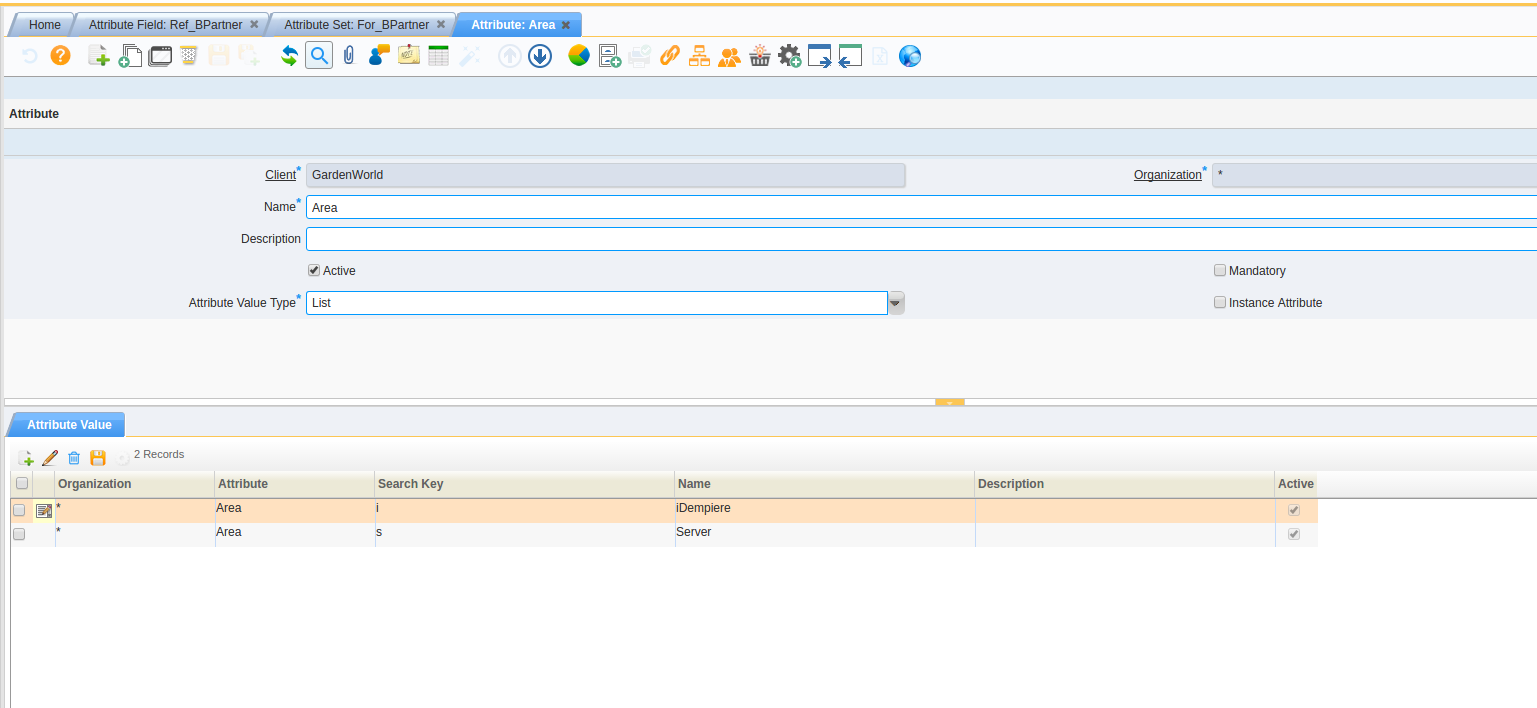 Home Attribute Field: Ref_BPartner Attribute Set: For_BPartner Attribute: Area
Attribute
Client* GardenWorld Organization* *
Name* Area
Description
Active Mandatory
Attribute Value Type* List Instance Attribute
Attribute Value
2 Records
Organization Attribute Search Key Name Description Active
* Area i iDempiere
* Area s Server